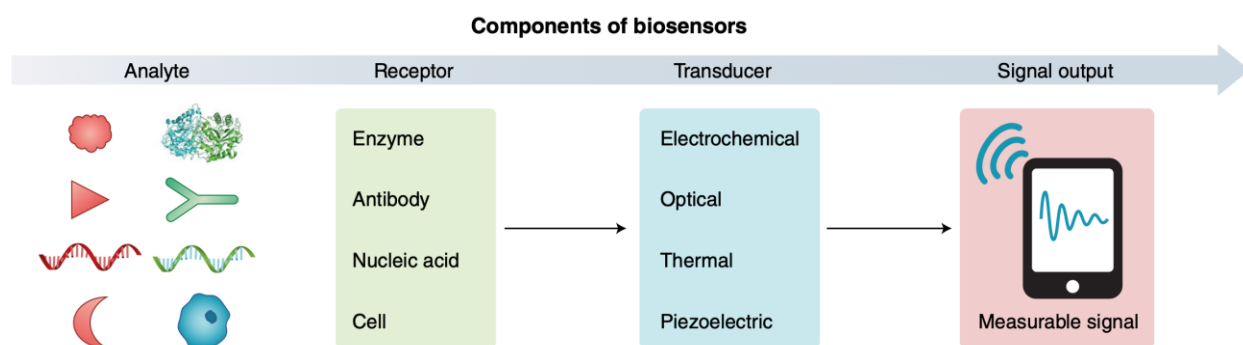 Components of biosensors
Analyte
Receptor
Transducer
Signal output
Enzyme
Antibody
Nucleic acid
Cell
Electrochemical
Optical
Thermal
Piezoelectric
Measurable signal